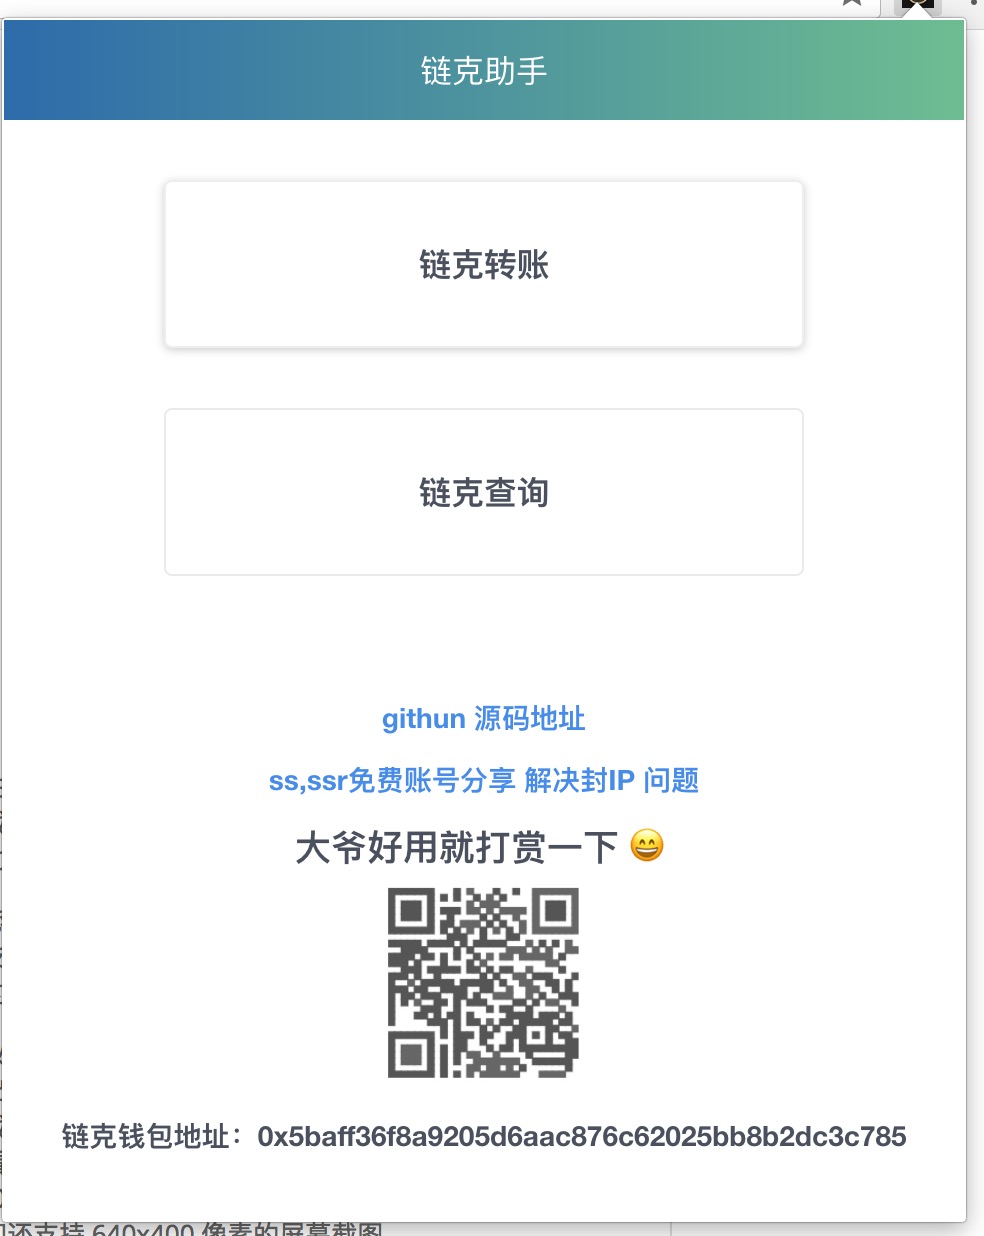 链克助手
链克转账
链克查询
githun 源码地址
ss,ssr免费账号分享 解决封IP 问题
大爷好用就打赏一下 😄
链克钱包地址：0x5baff36f8a9205d6aac876c62025bb8b2dc3c785
还支持 640x400 像素的屏幕截图